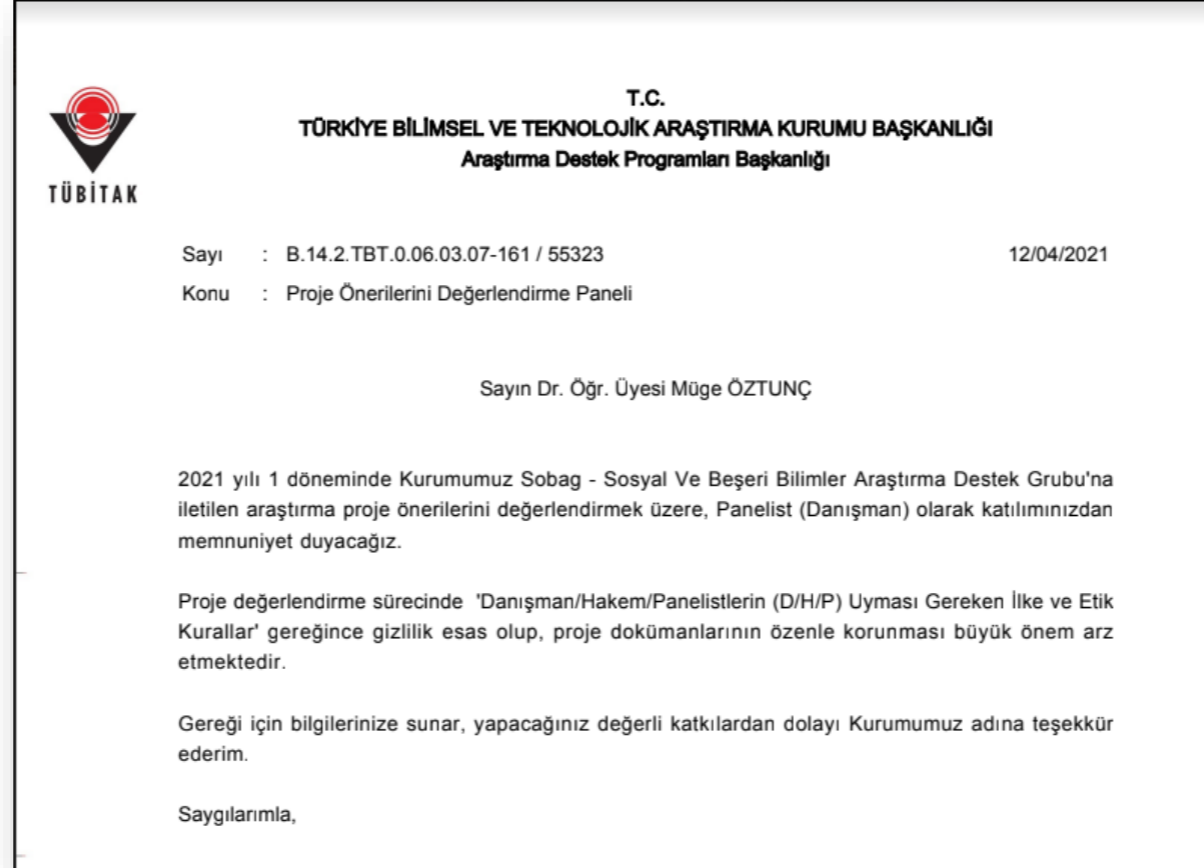 T.C.
TÜRKİYE BİLİMSEL VE TEKNOLOJİK ARAŞTIRMA KURUMU BAŞKANLIĞI
Araştırma Destek Programları Başkanlığı
TÜBİTAK
Sayı : B.14.2.TBT.0.06.03.07-161 / 55323 12/04/2021
Konu : Proje Önerilerini Değerlendirme Paneli
Sayın Dr. Öğr. Üyesi Müge ÖZTUNÇ
2021 yılı 1 döneminde Kurumumuz Sobag - Sosyal Ve Beşeri Bilimler Araştırma Destek Grubu'na
iletilen araştırma proje önerilerini değerlendirmek üzere, Panelist (Danışman) olarak katılımınızdan
memnuniyet duyacağız.
Proje değerlendirme sürecinde 'Danışman/Hakem/Panelistlerin (D/H/P) Uyması Gereken İlke ve Etik
Kurallar' gereğince gizlilik esas olup, proje dokümanlarının özenle korunması büyük önem arz
etmektedir.
Gereği için bilgilerinize sunar, yapacağınız değerli katkılardan dolayı Kurumumuz adına teşekkür
ederim.
Saygılarımla,